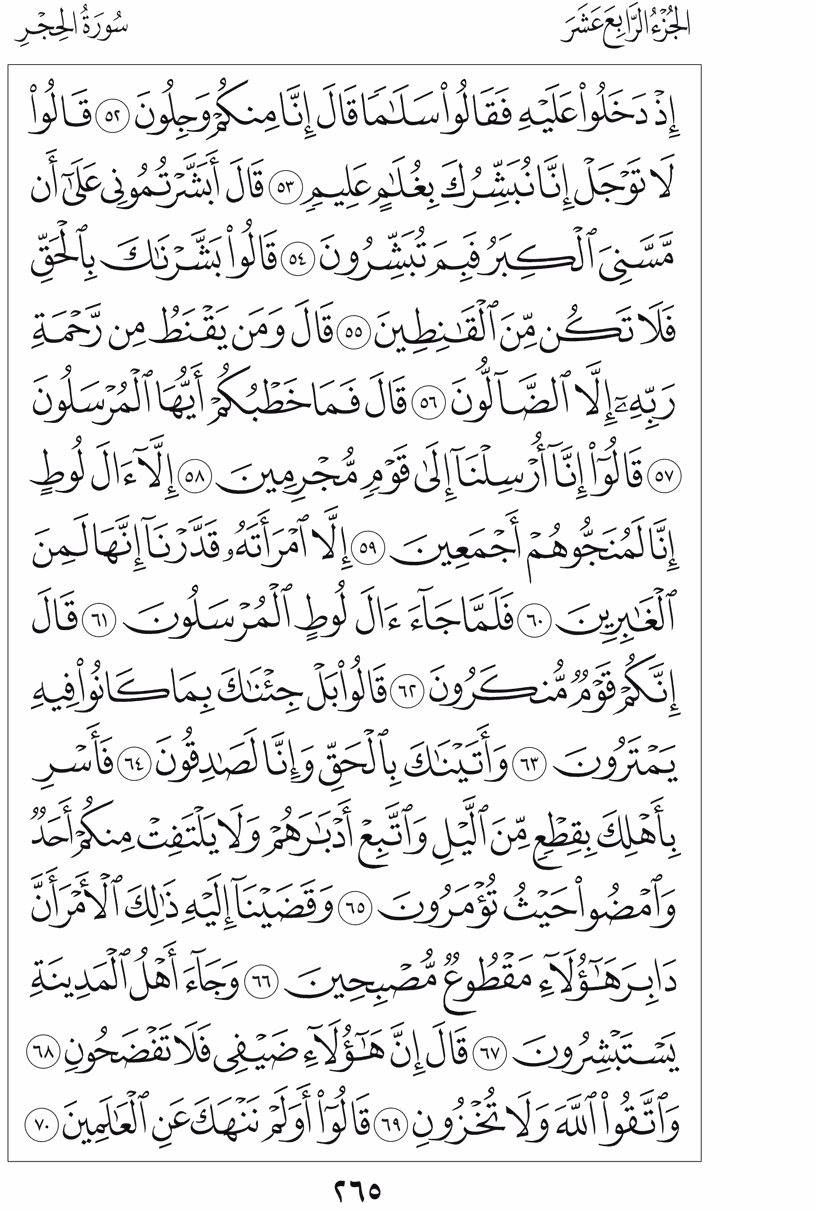 سُورَةُ الحِجْرِ
الجُزْءُ الرَّابِعَ عَشَرَ
إِذْ دَخَلُوا۟ عَلَيْهِ فَقَالُوا۟ سَلَـٰمًا قَالَ إِنَّا مِنكُمْ وَجِلُونَ ٥٢ قَالُوا۟
لَا تَوْجَلْ إِنَّا نُبَشِّرُكَ بِغُلَـٰمٍ عَلِيمٍ ٥٣ قَالَ أَبَشَّرْتُمُونِى عَلَىٰٓ أَن
مَّسَّنِىَ ٱلْكِبَرُ فَبِمَ تُبَشِّرُونَ ٥٤ قَالُوا۟ بَشَّرْنَـٰكَ بِٱلْحَقِّ
فَلَا تَكُن مِّنَ ٱلْقَـٰنِطِينَ ٥٥ قَالَ وَمَن يَقْنَطُ مِن رَّحْمَةِ
رَبِّهِۦٓ إِلَّا ٱلضَّآلُّونَ ٥٦ قَالَ فَمَا خَطْبُكُمْ أَيُّهَا ٱلْمُرْسَلُونَ
٥٧ قَالُوٓا۟ إِنَّآ أُرْسِلْنَآ إِلَىٰ قَوْمٍ مُّجْرِمِينَ ٥٨ إِلَّآ ءَالَ لُوطٍ
إِنَّا لَمُنَجُّوهُمْ أَجْمَعِينَ ٥٩ إِلَّا ٱمْرَأَتَهُۥ قَدَّرْنَآ إِنَّهَا لَمِنَ
ٱلْغَـٰبِرِينَ ٦٠ فَلَمَّا جَآءَ ءَالَ لُوطٍ ٱلْمُرْسَلُونَ ٦١ قَالَ
إِنَّكُمْ قَوْمٌ مُّنكَرُونَ ٦٢ قَالُوا۟ بَلْ جِئْنَـٰكَ بِمَا كَانُوا۟ فِيهِ
يَمْتَرُونَ ٦٣ وَأَتَيْنَـٰكَ بِٱلْحَقِّ وَإِنَّا لَصَـٰدِقُونَ ٦٤ فَأَسْرِ
بِأَهْلِكَ بِقِطْعٍ مِّنَ ٱلَّيْلِ وَٱتَّبِعْ أَدْبَـٰرَهُمْ وَلَا يَلْتَفِتْ مِنكُمْ أَحَدٌ
وَٱمْضُوا۟ حَيْثُ تُؤْمَرُونَ ٦٥ وَقَضَيْنَآ إِلَيْهِ ذَٰلِكَ ٱلْأَمْرَ أَنَّ
دَابِرَ هَـٰٓؤُلَآءِ مَقْطُوعٌ مُّصْبِحِينَ ٦٦ وَجَآءَ أَهْلُ ٱلْمَدِينَةِ
يَسْتَبْشِرُونَ ٦٧ قَالَ إِنَّ هَـٰٓؤُلَآءِ ضَيْفِى فَلَا تَفْضَحُونِ ٦٨
وَٱتَّقُوا۟ ٱللَّهَ وَلَا تُخْزُونِ ٦٩ قَالُوٓا۟ أَوَلَمْ نَنْهَكَ عَنِ ٱلْعَـٰلَمِينَ ٧٠
٢٦٥